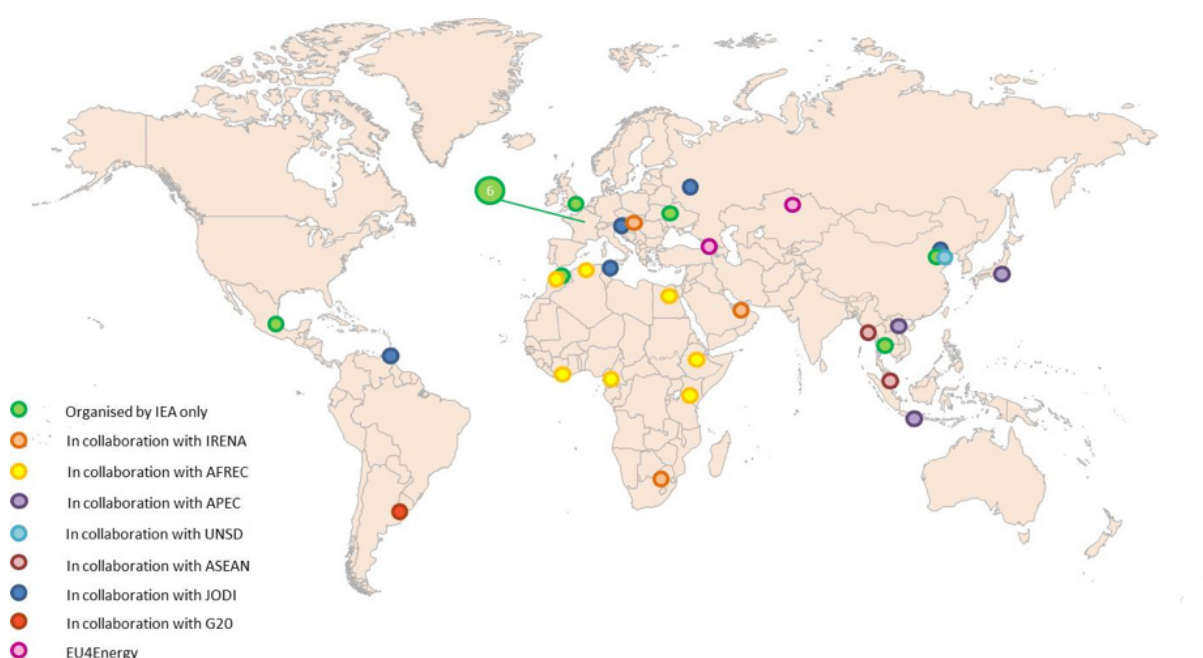 6
Organised by IEA only
In collaboration with IRENA
In collaboration with AFREC
In collaboration with APEC
In collaboration with UNSD
In collaboration with ASEAN
In collaboration with JODI
In collaboration with G20
EU4Energy